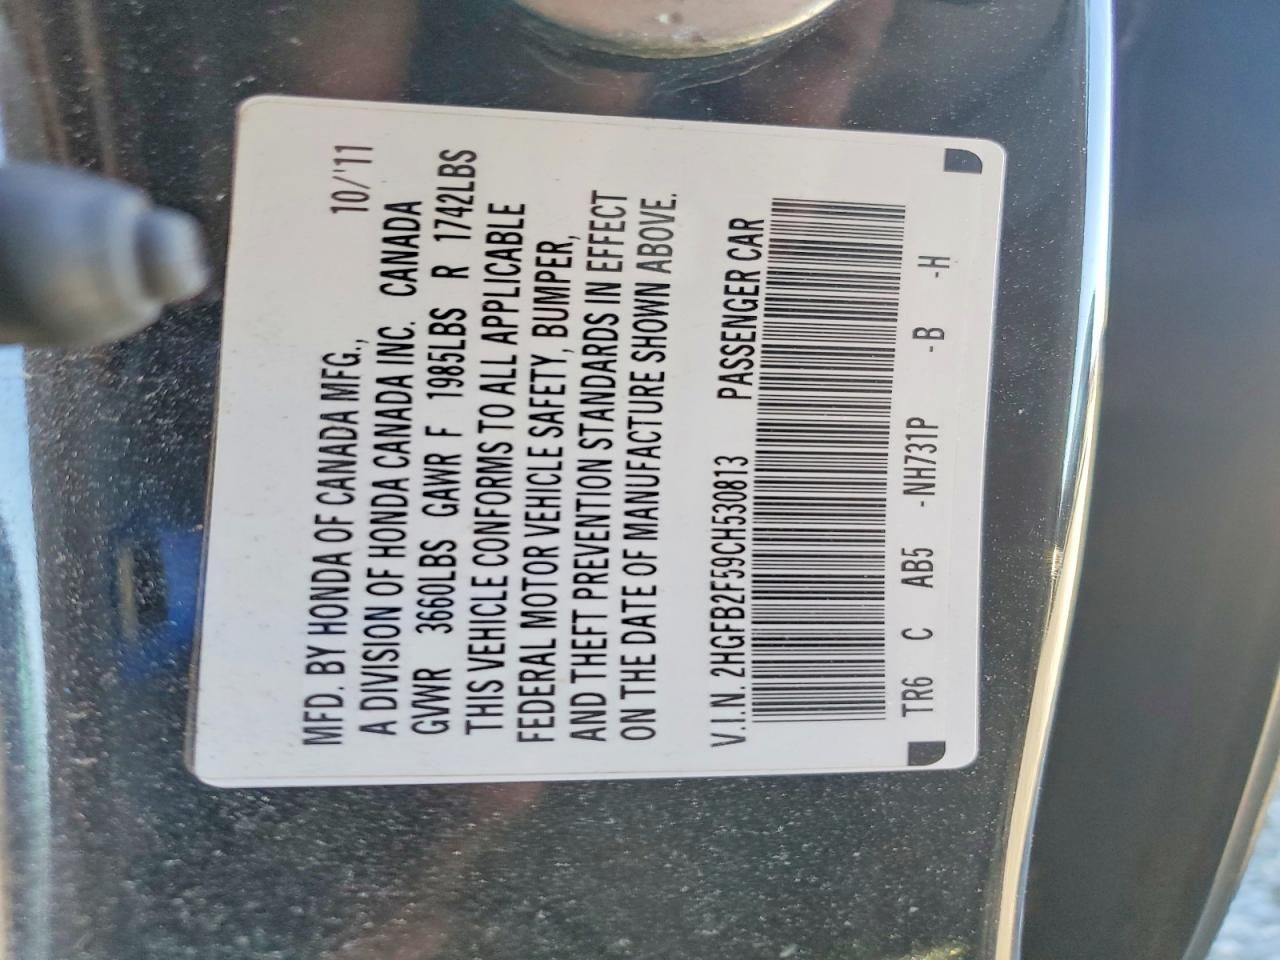 MFD. BY HONDA OF CANADA MFG., 10/'11
A DIVISION OF HONDA CANADA INC. CANADA
GVWR 3660LBS GAWR F 1985LBS R 1742LBS
THIS VEHICLE CONFORMS TO ALL APPLICABLE
FEDERAL MOTOR VEHICLE SAFETY, BUMPER,
AND THEFT PREVENTION STANDARDS IN EFFECT
ON THE DATE OF MANUFACTURE SHOWN ABOVE.
V.I.N. 2HGFB2F59CH530813 PASSENGER CAR
TR6 C AB5 -NH731P -B -H